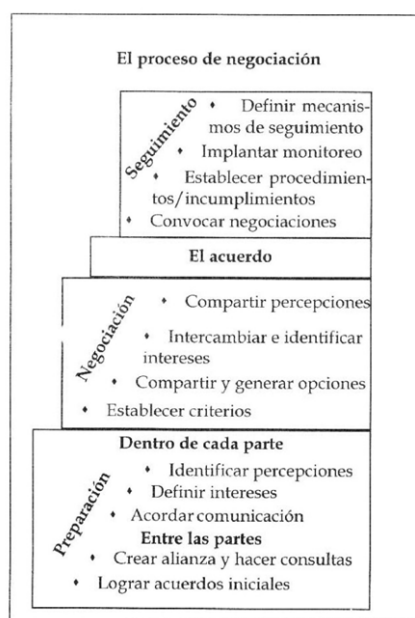 El proceso de negociación
Seguimiento
♦ Definir mecanis-
mos de seguimiento
♦ Implantar monitoreo
♦ Establecer procedimien-
tos/incumplimientos
♦ Convocar negociaciones
El acuerdo
Negociación
♦ Compartir percepciones
♦ Intercambiar e identificar
intereses
♦ Compartir y generar opciones
♦ Establecer criterios
Preparación
Dentro de cada parte
♦ Identificar percepciones
♦ Definir intereses
♦ Acordar comunicación
Entre las partes
♦ Crear alianza y hacer consultas
♦ Lograr acuerdos iniciales